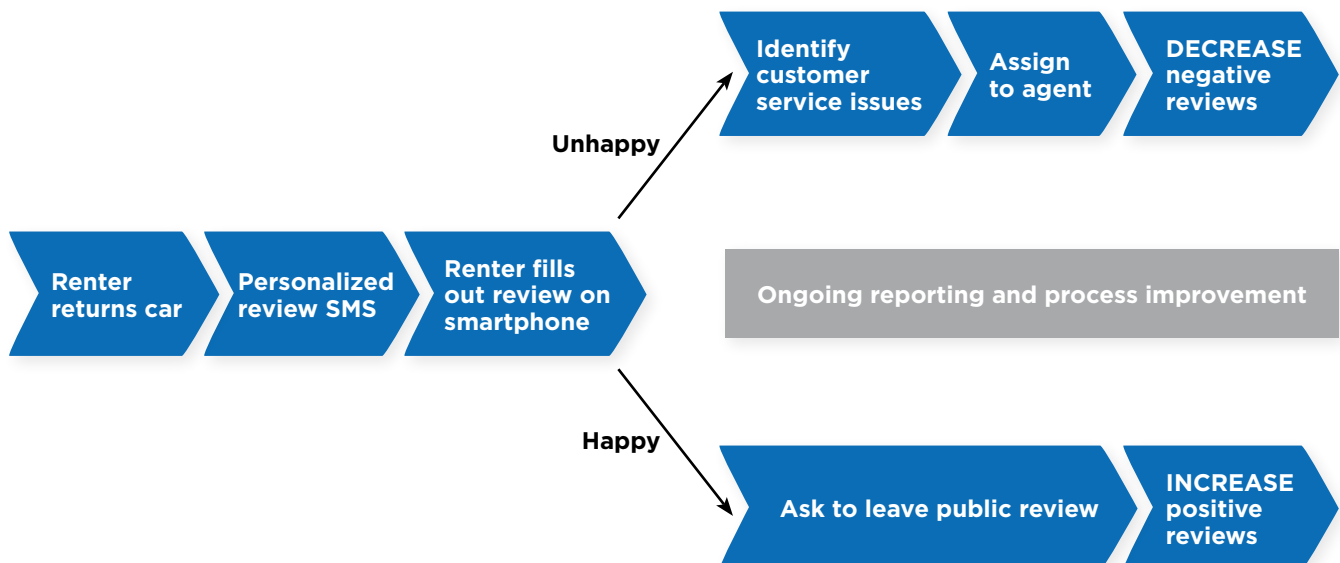 Identify
customer
service issues
Assign
to agent
DECREASE
negative
reviews
Unhappy
Renter
returns car
Personalized
review SMS
Renter fills
out review on
smartphone
Ongoing reporting and process improvement
Happy
Ask to leave public review
INCREASE
positive
reviews